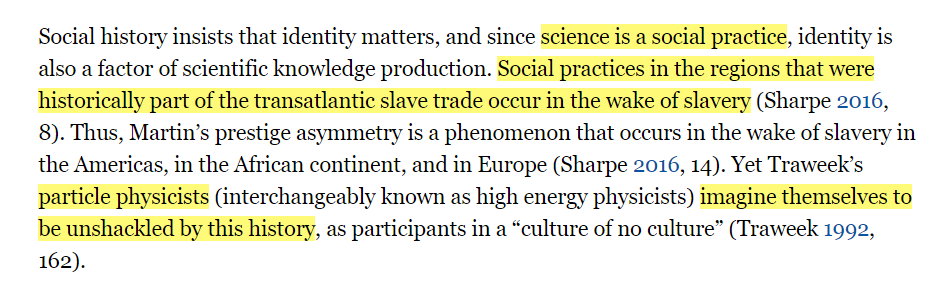 Social history insists that identity matters, and since science is a social practice, identity is
also a factor of scientific knowledge production. Social practices in the regions that were
historically part of the transatlantic slave trade occur in the wake of slavery (Sharpe 2016,
8). Thus, Martin’s prestige asymmetry is a phenomenon that occurs in the wake of slavery in
the Americas, in the African continent, and in Europe (Sharpe 2016, 14). Yet Traweek’s
particle physicists (interchangeably known as high energy physicists) imagine themselves to
be unshackled by this history, as participants in a “culture of no culture” (Traweek 1992,
162).